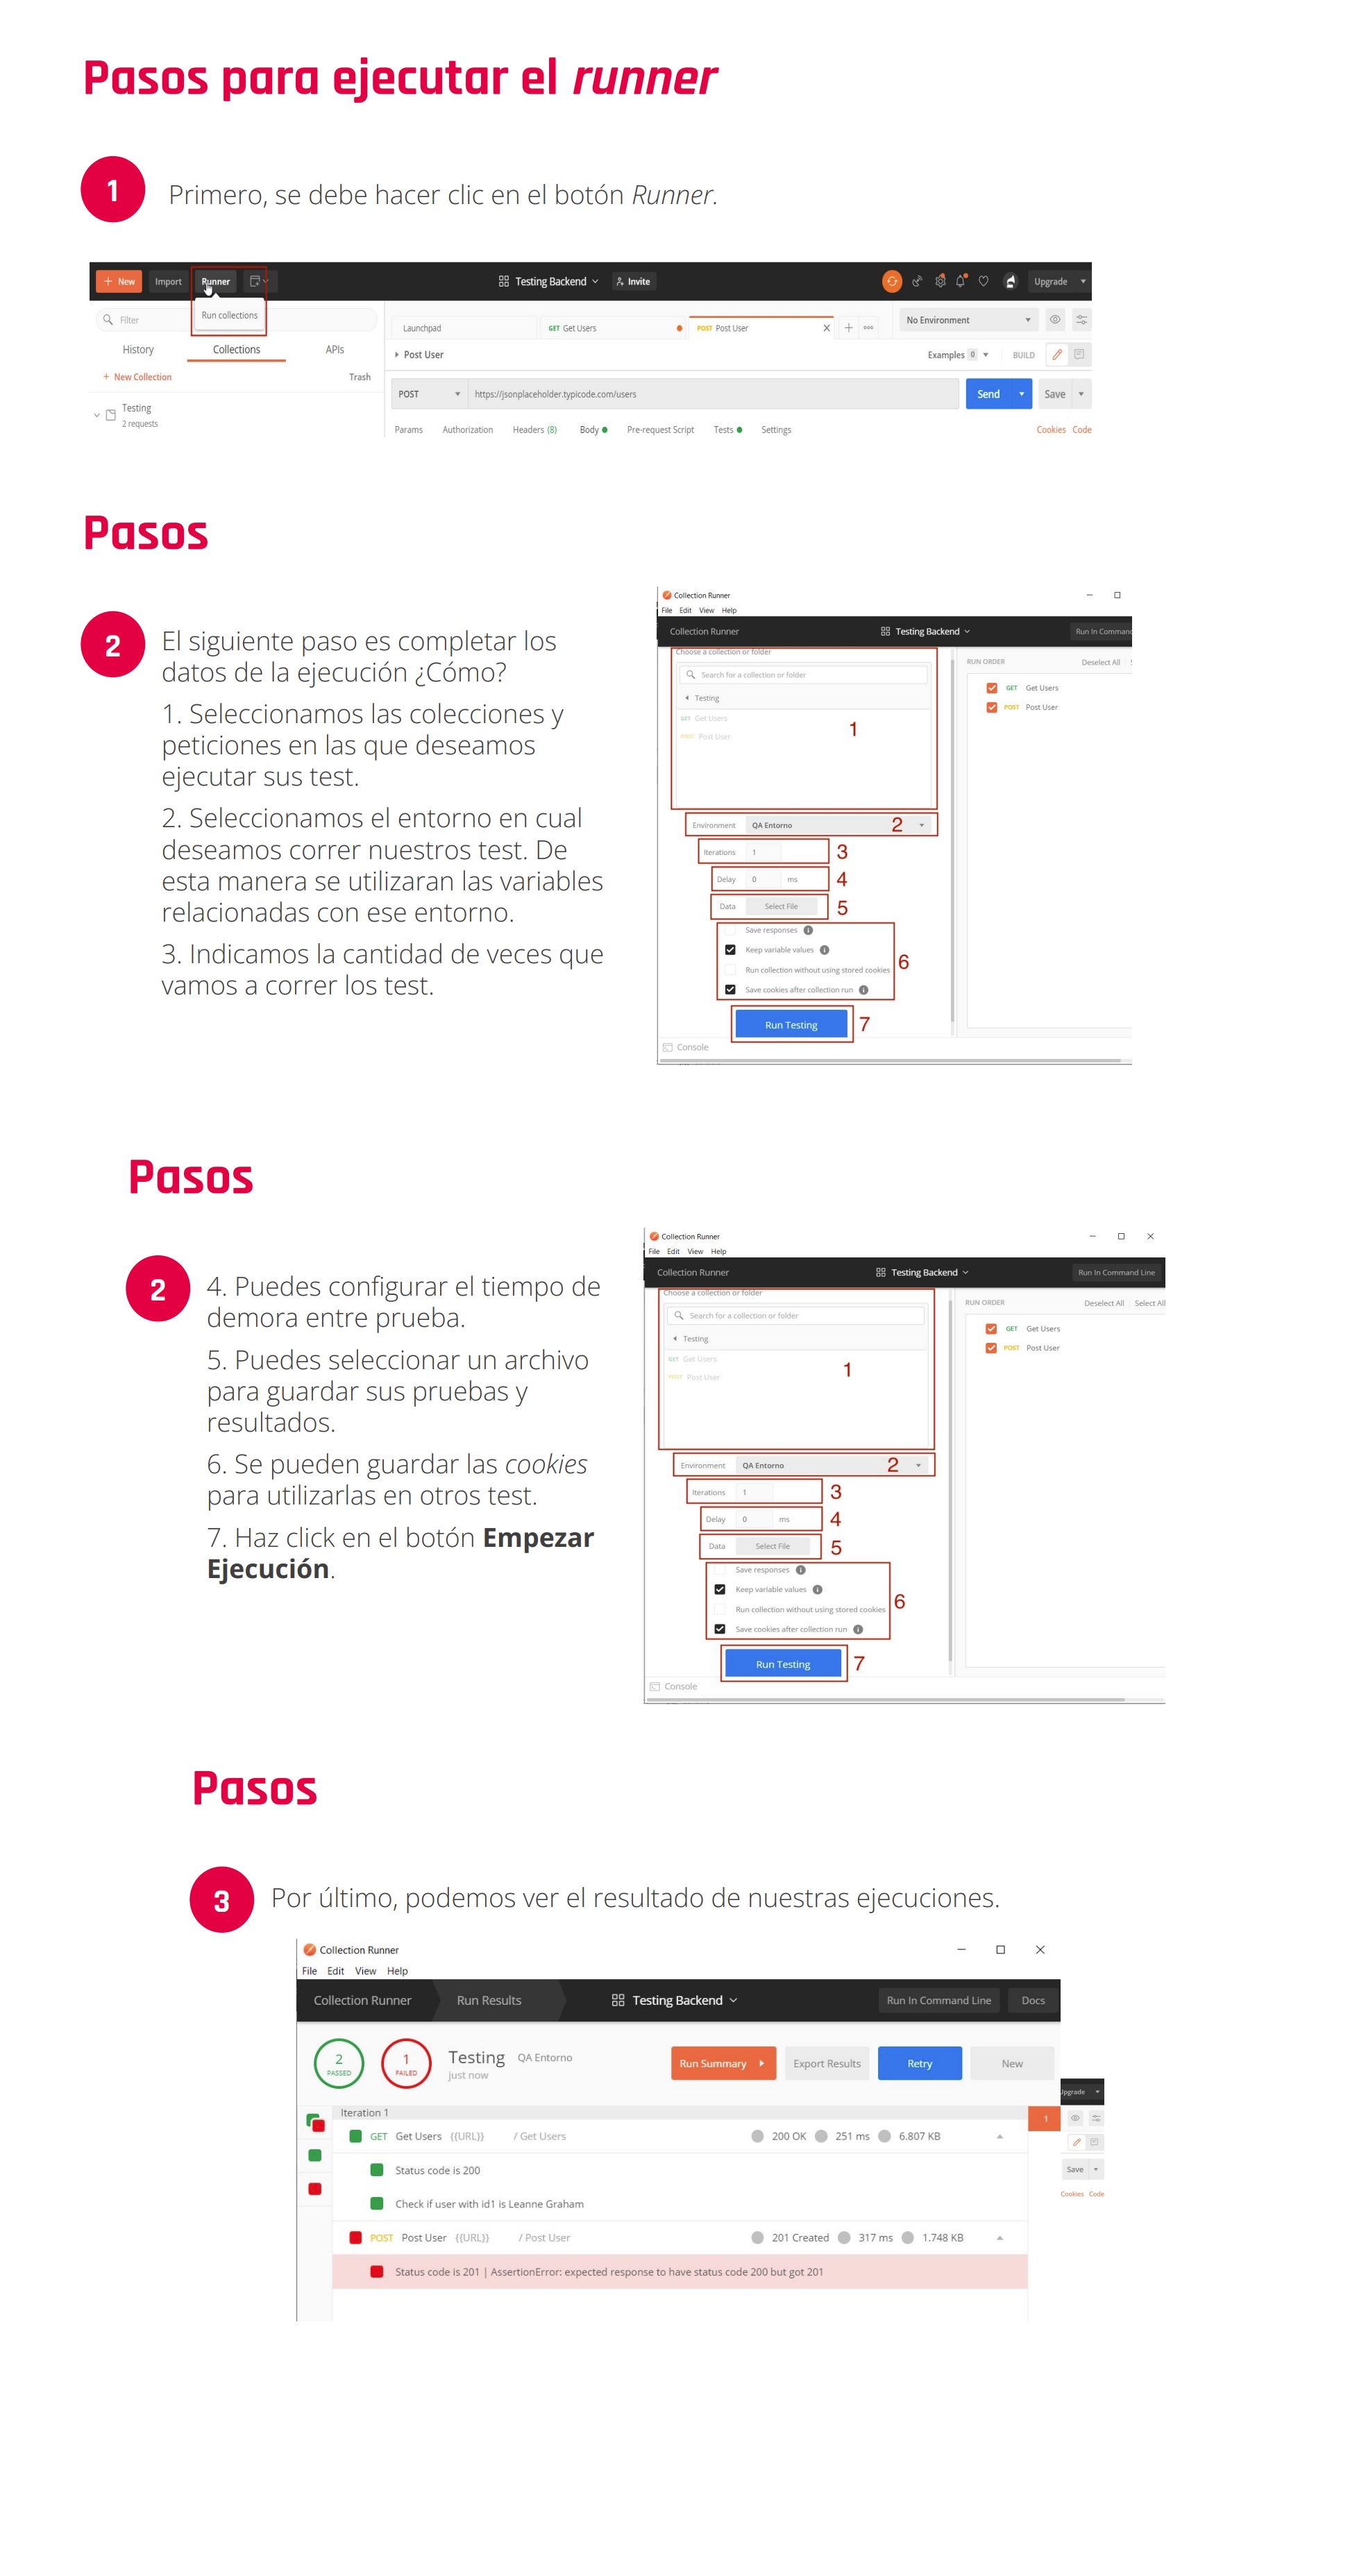 Pasos para ejecutar el runner
1
Primero, se debe hacer clic en el botón Runner.
+ New
Import
Runner
Testing Backend
Invite
Upgrade
Run collections
Filter
Launchpad
GET Get Users
POST Post User
No Environment
History
Collections
APIs
Post User
Examples 0
BUILD
+ New Collection
Trash
POST
https://jsonplaceholder.typicode.com/users
Send
Save
Testing
2 requests
Params
Authorization
Headers (8)
Body
Pre-request Script
Tests
Settings
Cookies
Code
Pasos
2
El siguiente paso es completar los
datos de la ejecución ¿Cómo?
1. Seleccionamos las colecciones y
peticiones en las que deseamos
ejecutar sus test.
2. Seleccionamos el entorno en cual
deseamos correr nuestros test. De
esta manera se utilizaran las variables
relacionadas con ese entorno.
3. Indicamos la cantidad de veces que
vamos a correr los test.
Collection Runner
File Edit View Help
Collection Runner
Testing Backend
Run In Command
Choose a collection or folder
Search for a collection or folder
Testing
GET Get Users
POST Post User
1
Environment QA Entorno 2
Iterations 1 3
Delay 0 ms 4
Data Select File 5
Save responses
Keep variable values
Run collection without using stored cookies
Save cookies after collection run
6
Run Testing 7
Console
RUN ORDER
Deselect All
GET Get Users
POST Post User
Pasos
2
4. Puedes configurar el tiempo de
demora entre prueba.
5. Puedes seleccionar un archivo
para guardar sus pruebas y
resultados.
6. Se pueden guardar las cookies
para utilizarlas en otros test.
7. Haz click en el botón Empezar
Ejecución.
Collection Runner
File Edit View Help
Collection Runner
Testing Backend
Run In Command Line
Choose a collection or folder
Search for a collection or folder
Testing
GET Get Users
POST Post User
1
Environment QA Entorno 2
Iterations 1 3
Delay 0 ms 4
Data Select File 5
Save responses
Keep variable values
Run collection without using stored cookies
Save cookies after collection run
6
Run Testing 7
Console
RUN ORDER
Deselect All
Select All
GET Get Users
POST Post User
Pasos
3
Por último, podemos ver el resultado de nuestras ejecuciones.
Collection Runner
File Edit View Help
Collection Runner
Run Results
Testing Backend
Run In Command Line
Docs
2 PASSED
1 FAILED
Testing QA Entorno
just now
Run Summary
Export Results
Retry
New
Iteration 1
1
GET Get Users {{URL}} / Get Users 200 OK 251 ms 6.807 KB
Status code is 200
Check if user with id1 is Leanne Graham
POST Post User {{URL}} / Post User 201 Created 317 ms 1.748 KB
Status code is 201 | AssertionError: expected response to have status code 200 but got 201
Upgrade
Save
Cookies Code